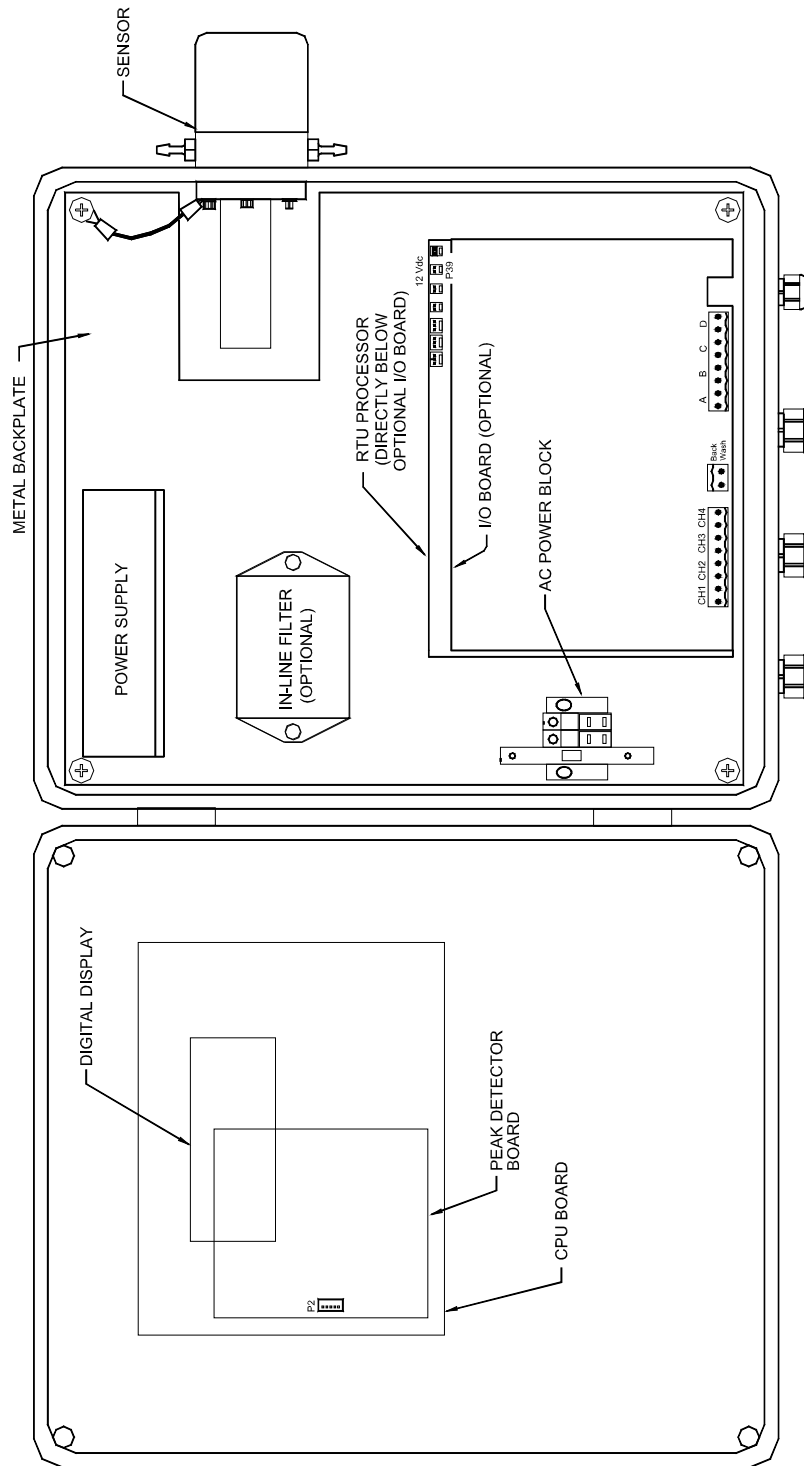 SENSOR
METAL BACKPLATE
POWER SUPPLY
IN-LINE FILTER
(OPTIONAL)
RTU PROCESSOR
(DIRECTLY BELOW
OPTIONAL I/O BOARD)
12 Vdc
P39
I/O BOARD (OPTIONAL)
AC POWER BLOCK
CH1 CH2 CH3 CH4
Back
Wash
A B C D
DIGITAL DISPLAY
PEAK DETECTOR
BOARD
CPU BOARD
P2